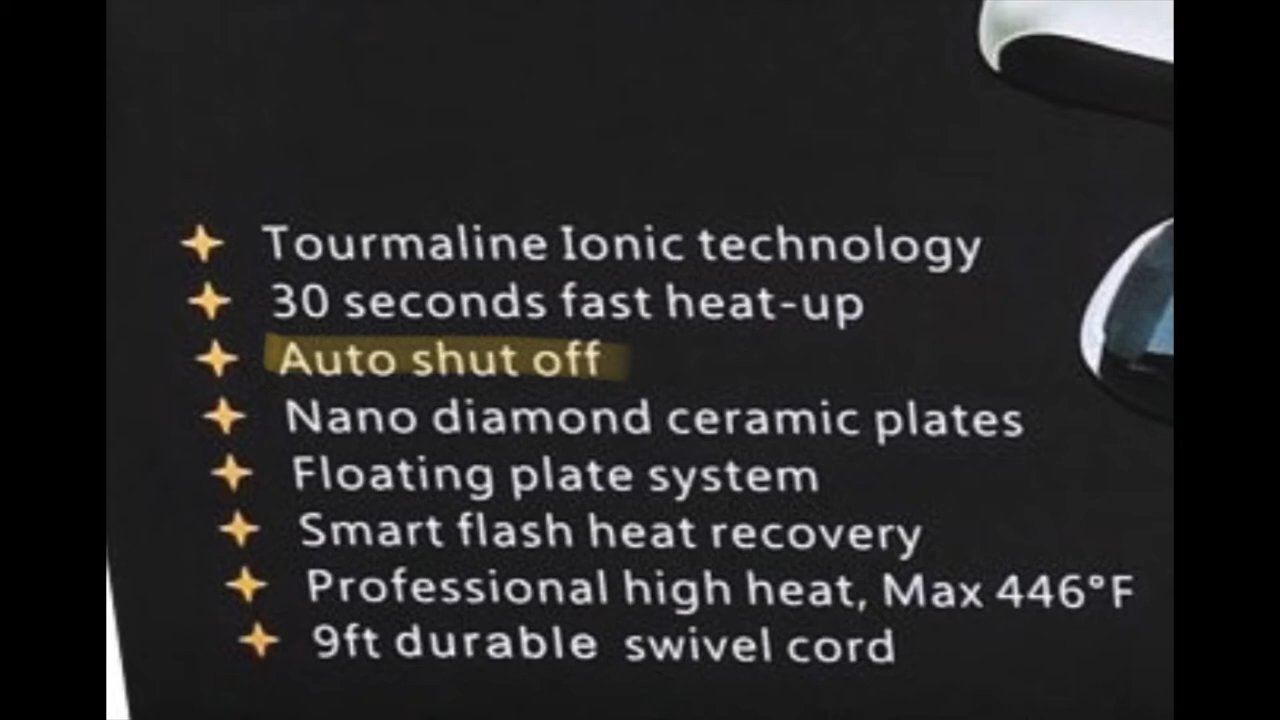 Tourmaline Ionic technology
30 seconds fast heat-up
Auto shut off
Nano diamond ceramic plates
Floating plate system
Smart flash heat recovery
Professional high heat, Max 446°F
9ft durable swivel cord